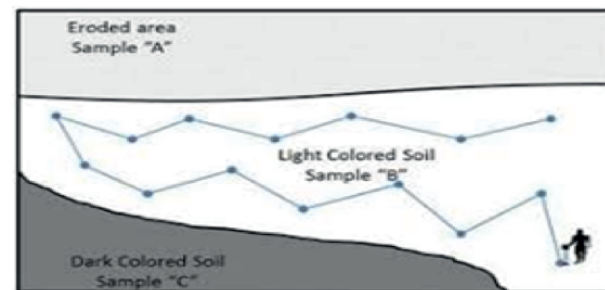 Eroded area
Sample "A"
Light Colored Soil
Sample "B"
Dark Colored Soil
Sample "C"